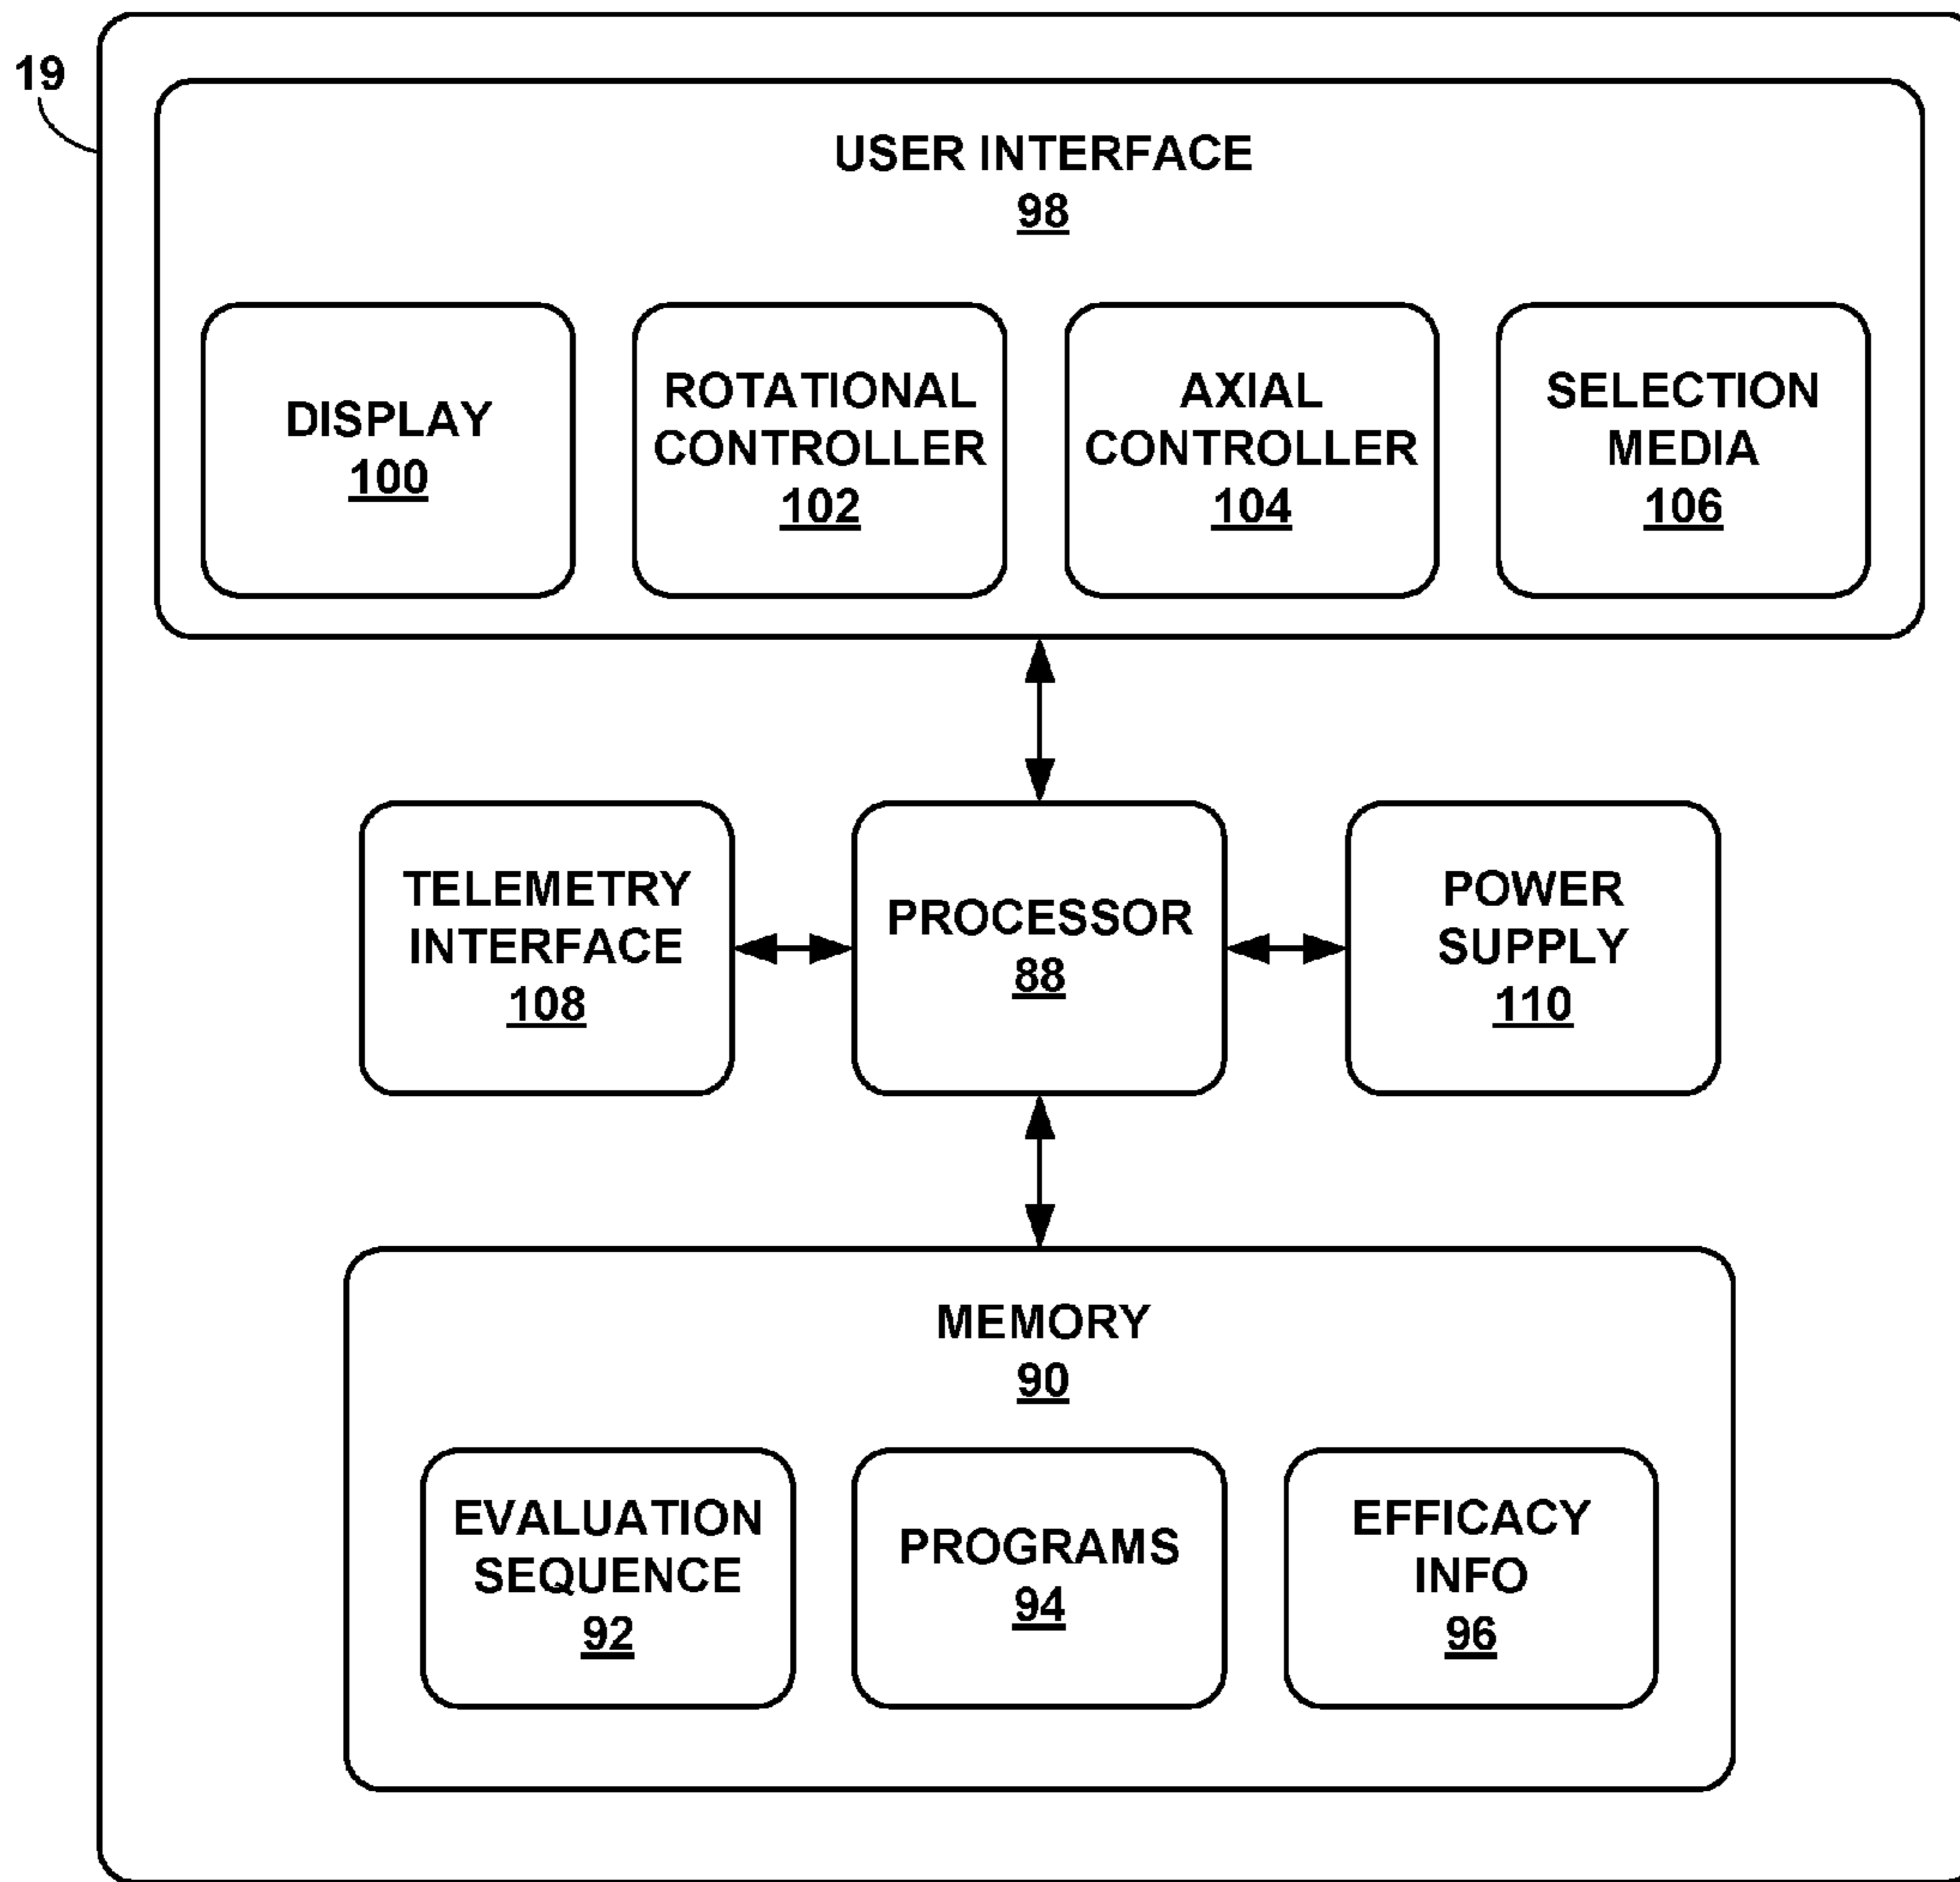 19
USER INTERFACE
98
DISPLAY
100
ROTATIONAL
CONTROLLER
102
AXIAL
CONTROLLER
104
SELECTION
MEDIA
106
TELEMETRY
INTERFACE
108
PROCESSOR
88
POWER
SUPPLY
110
MEMORY
90
EVALUATION
SEQUENCE
92
PROGRAMS
94
EFFICACY
INFO
96